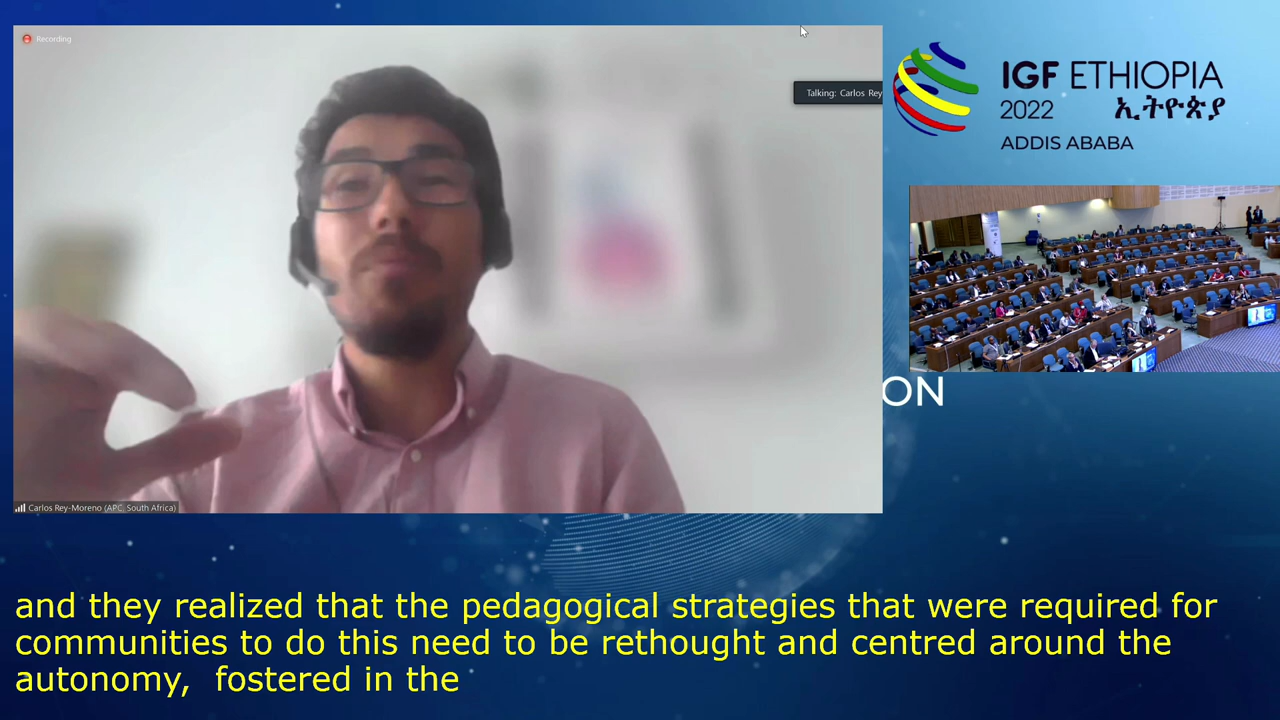 Recording
Talking: Carlos Rey
IGF ETHIOPIA
2022 ኢትዮጵያ
ADDIS ABABA
ON
Carlos Rey-Moreno (APC, South Africa)
and they realized that the pedagogical strategies that were required for
communities to do this need to be rethought and centred around the
autonomy,  fostered in the